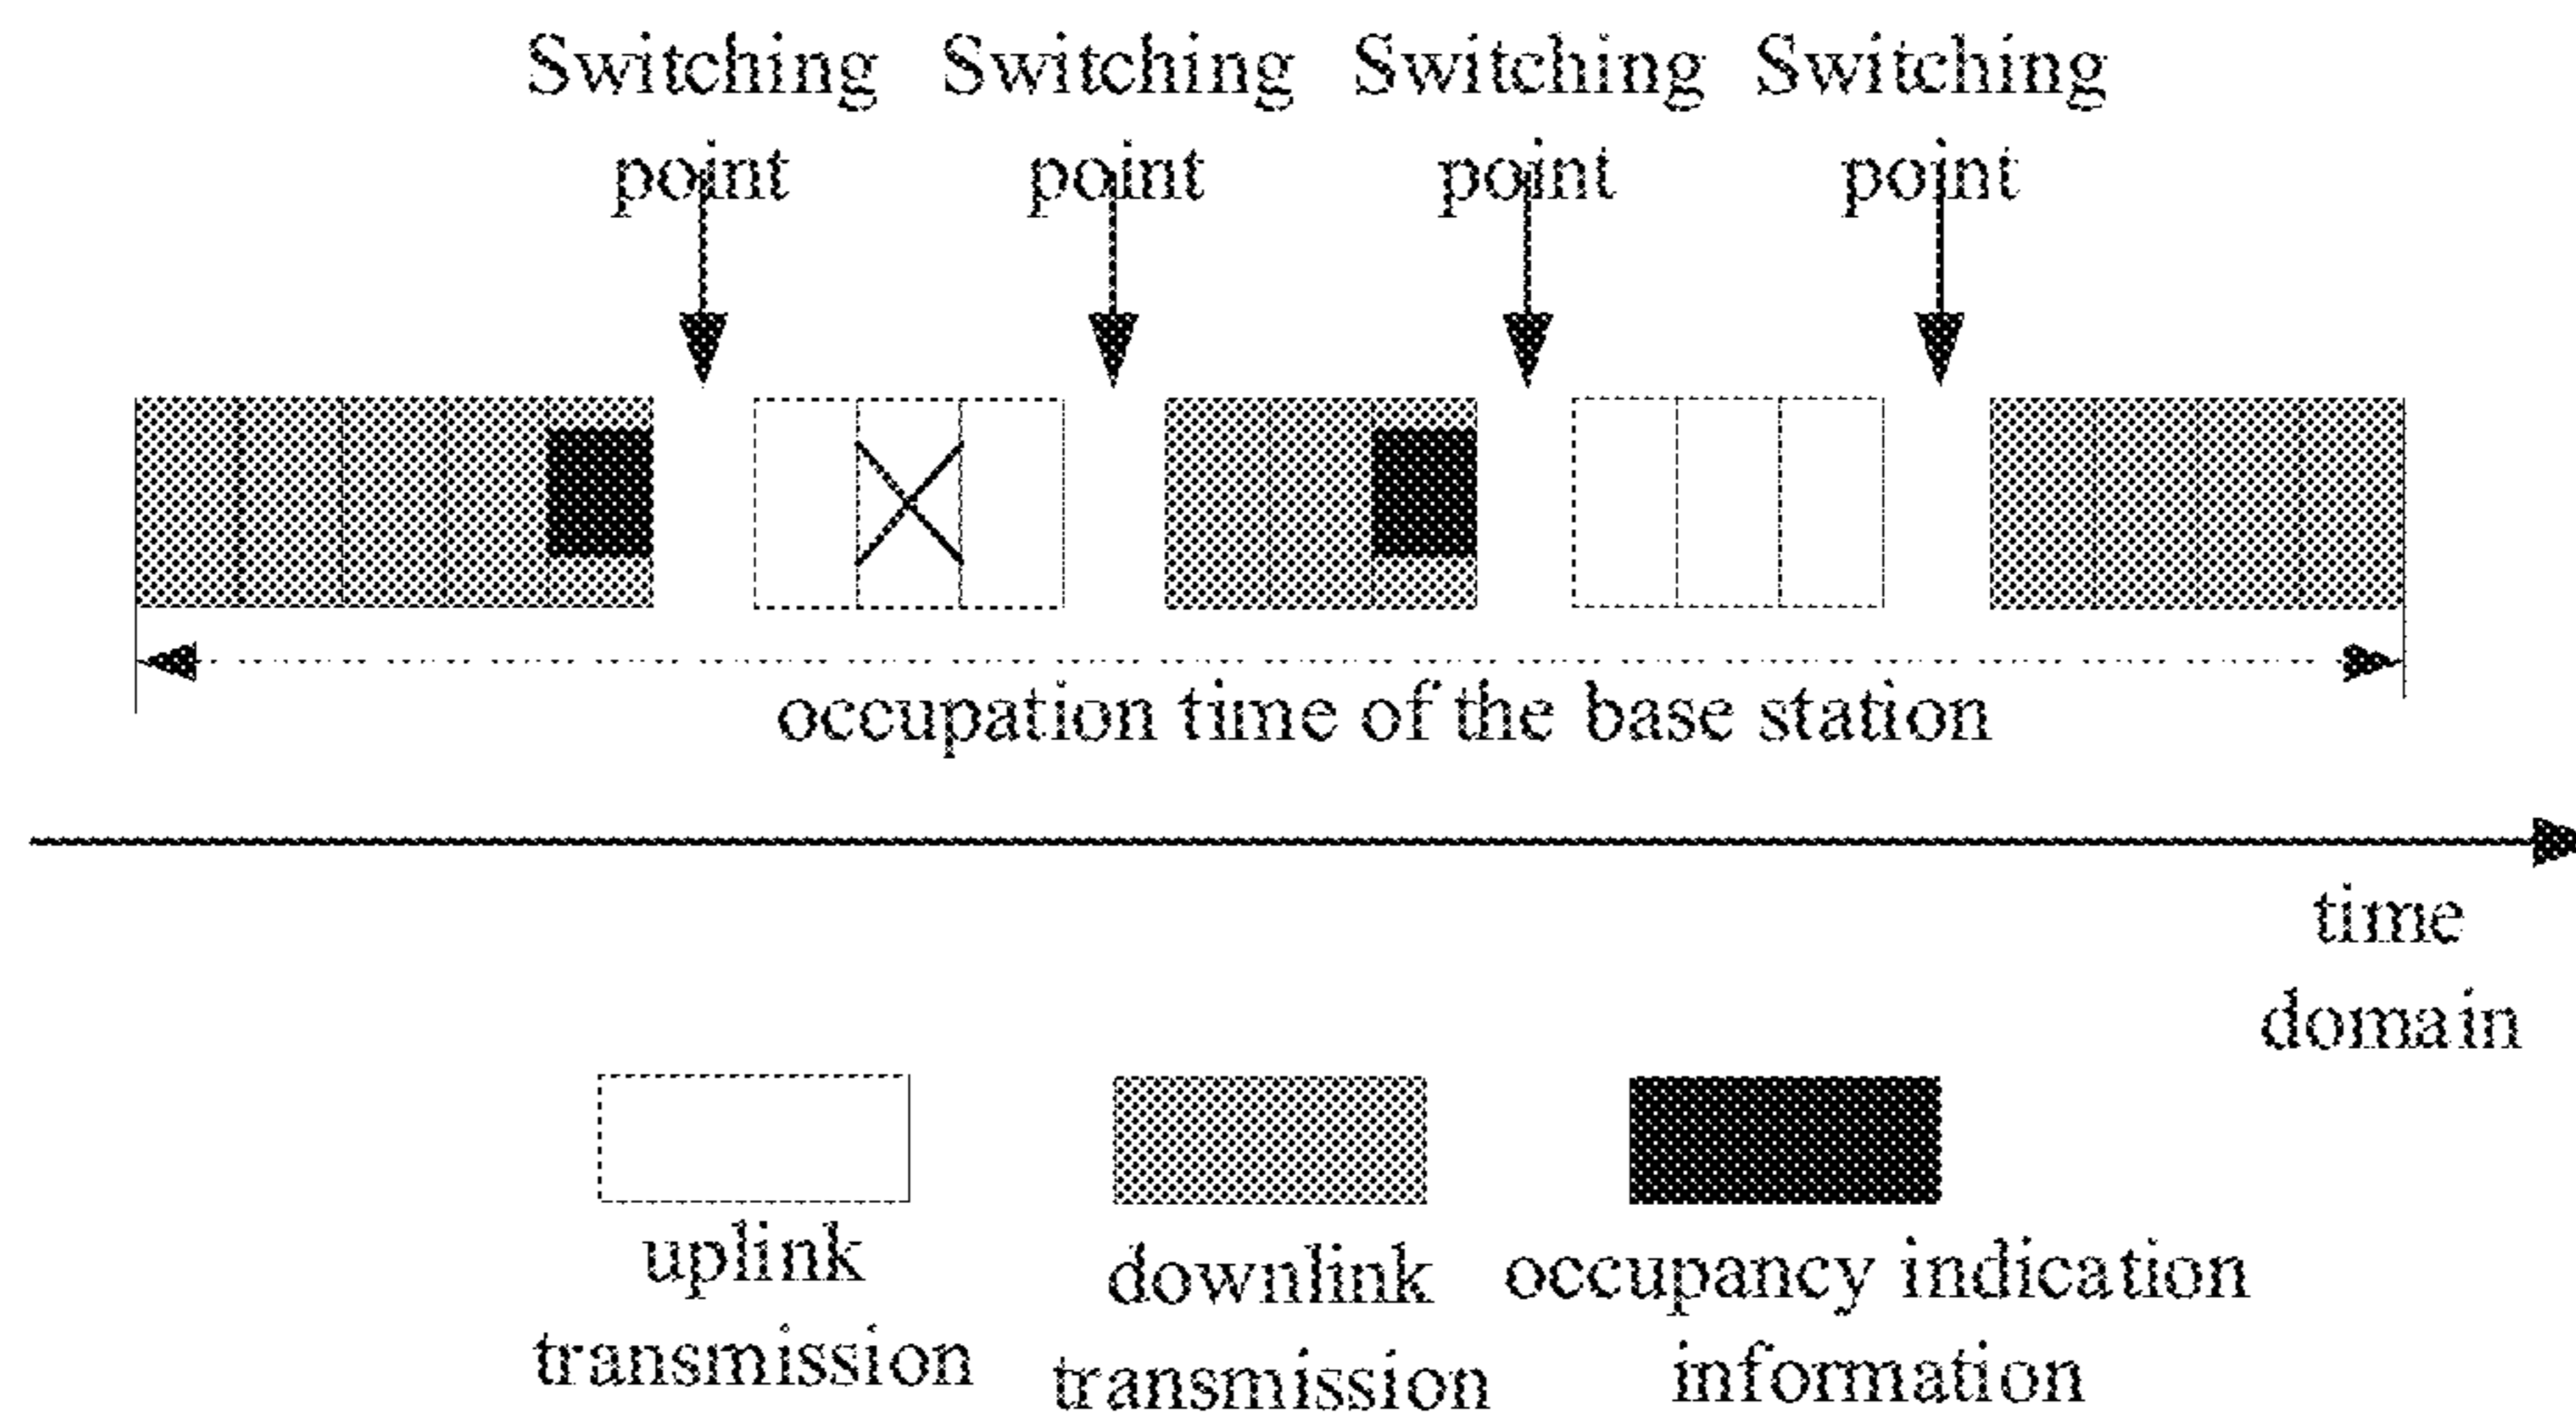 Switching Switching Switching Switching
point point point point
occupation time of the base station
time
domain
uplink
transmission
downlink
transmission
occupancy indication
information